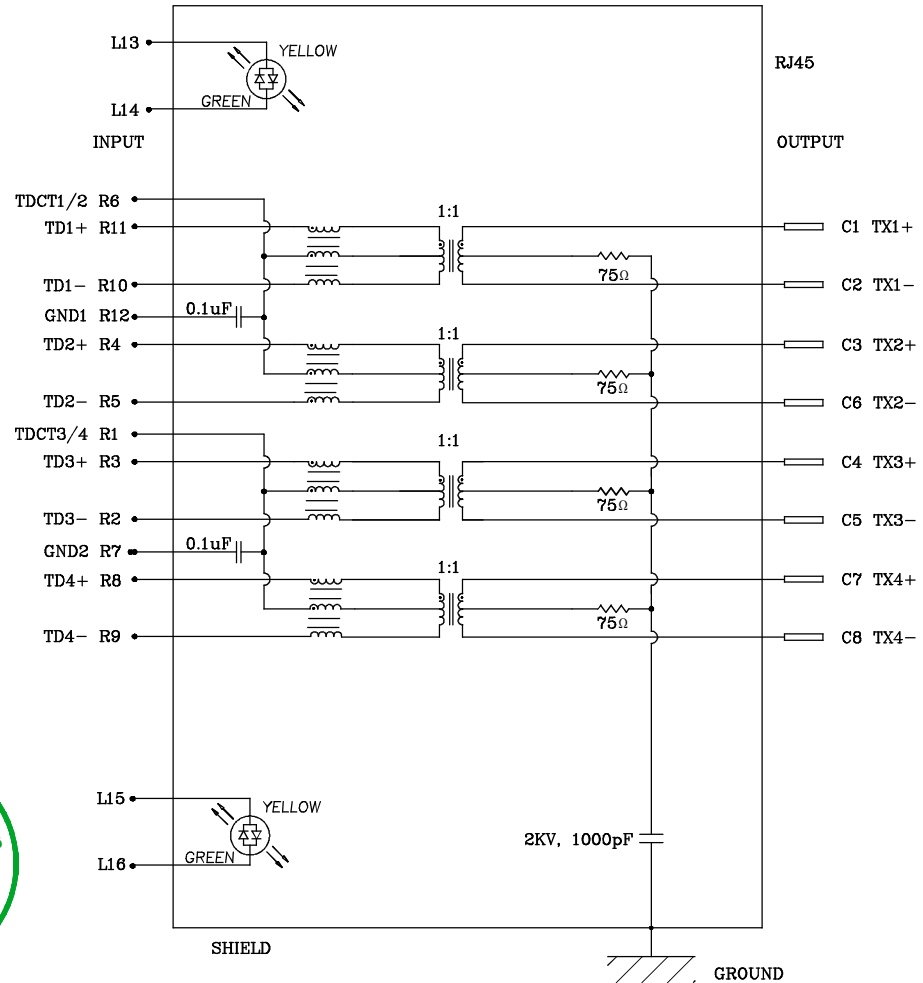 L13
YELLOW
RJ45
GREEN
L14
INPUT
OUTPUT
TDCT1/2 R6
1:1
TD1+ R11
C1 TX1+
75Ω
TD1- R10
C2 TX1-
GND1 R12
0.1uF
1:1
TD2+ R4
C3 TX2+
75Ω
TD2- R5
C6 TX2-
TDCT3/4 R1
1:1
TD3+ R3
C4 TX3+
75Ω
TD3- R2
C5 TX3-
GND2 R7
0.1uF
1:1
TD4+ R8
C7 TX4+
75Ω
TD4- R9
C8 TX4-
L15
YELLOW
2KV, 1000pF
GREEN
L16
SHIELD
GROUND